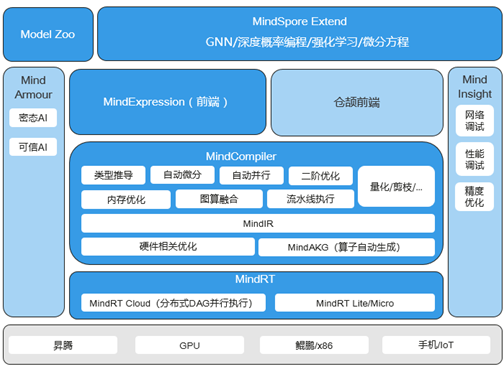 Model Zoo
MindSpore Extend
GNN/深度概率编程/强化学习/微分方程
Mind
Armour
密态AI
可信AI
MindExpression（前端）
仓颉前端
Mind
Insight
网络
调试
性能
调试
精度
优化
MindCompiler
类型推导
自动微分
自动并行
二阶优化
量化/剪枝/...
内存优化
图算融合
流水线执行
MindIR
硬件相关优化
MindAKG（算子自动生成）
MindRT
MindRT Cloud（分布式DAG并行执行）
MindRT Lite/Micro
昇腾
GPU
鲲鹏/x86
手机/IoT